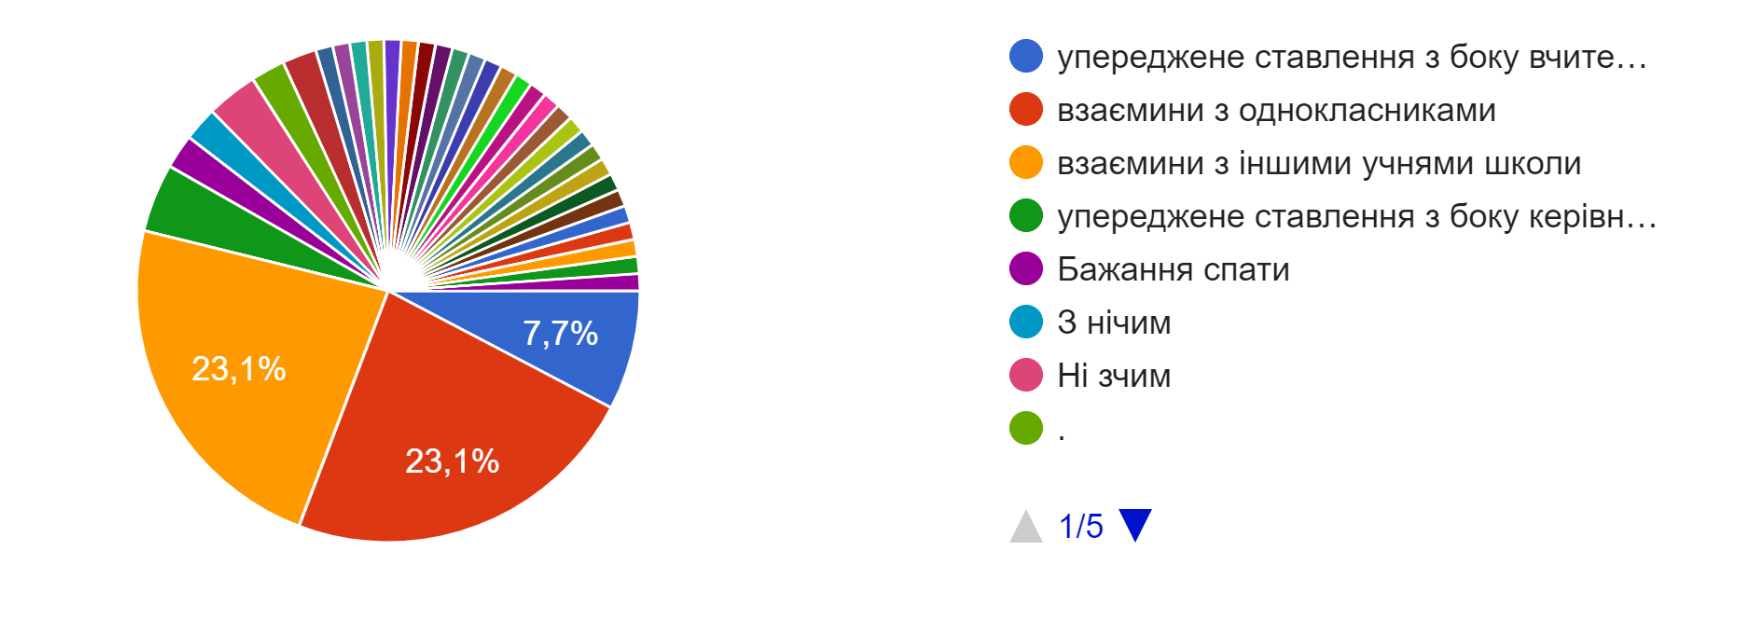 упереджене ставлення з боку вчите…
взаємини з однокласниками
взаємини з іншими учнями школи
упереджене ставлення з боку керівн…
Бажання спати
З нічим
Ні зчим
.
1/5
7,7%
23,1%
23,1%